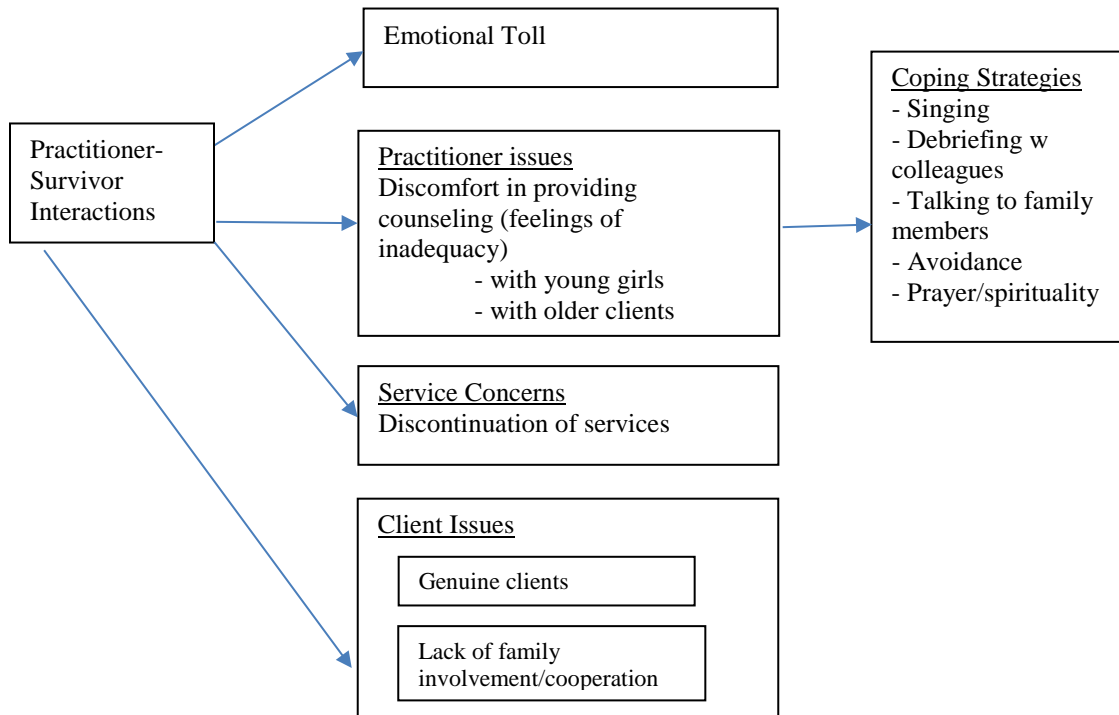 Emotional Toll
Practitioner-
Survivor
Interactions
Practitioner issues
Discomfort in providing
counseling (feelings of
inadequacy)
- with young girls
- with older clients
Service Concerns
Discontinuation of services
Client Issues
Genuine clients
Lack of family
involvement/cooperation
Coping Strategies
- Singing
- Debriefing w
colleagues
- Talking to family
members
- Avoidance
- Prayer/spirituality